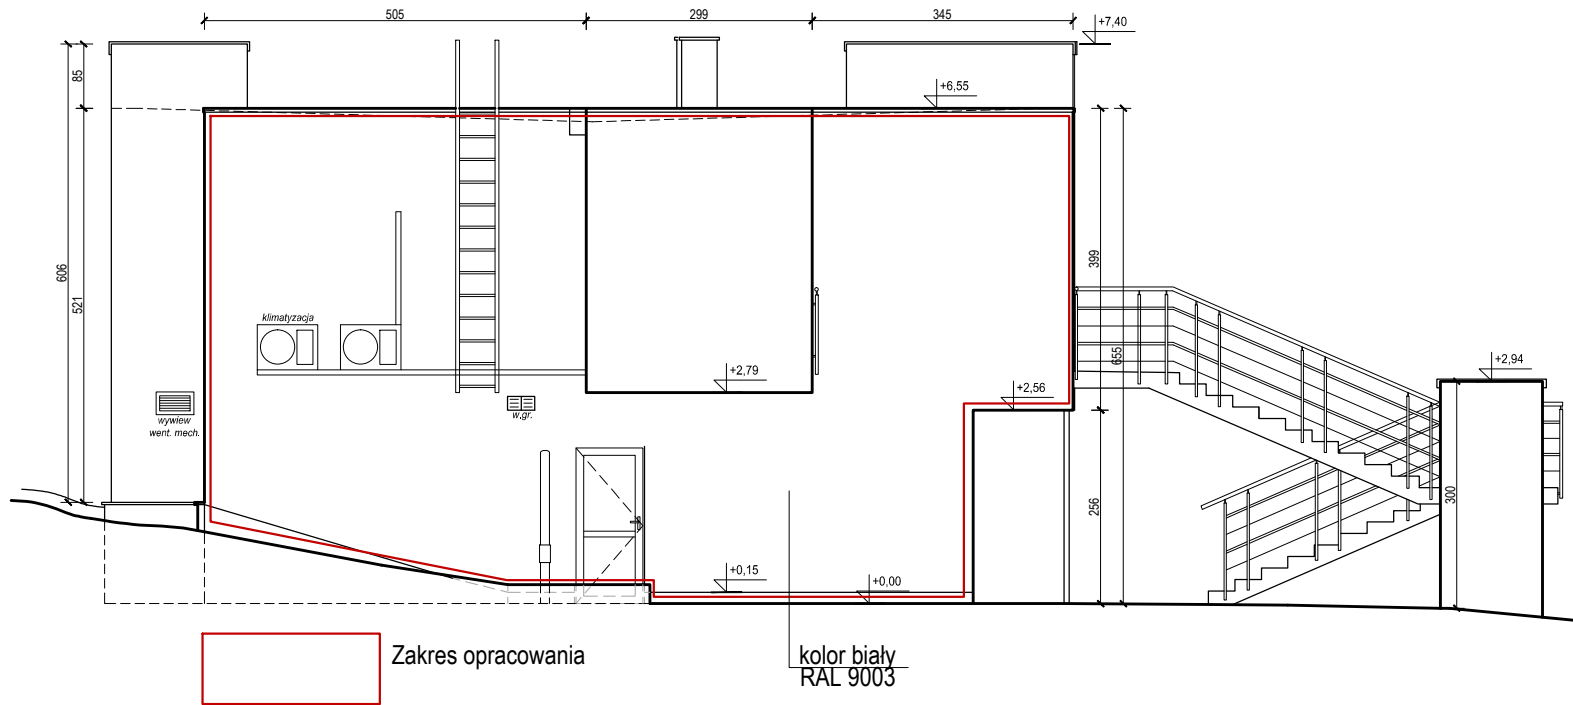 505
299
345
+7,40
85
+6,55
606
521
399
655
klimatyzacja
+2,79
+2,56
+2,94
wywiew
went. mech.
w.gr.
256
300
+0,15
+0,00
Zakres opracowania
kolor biały
RAL 9003